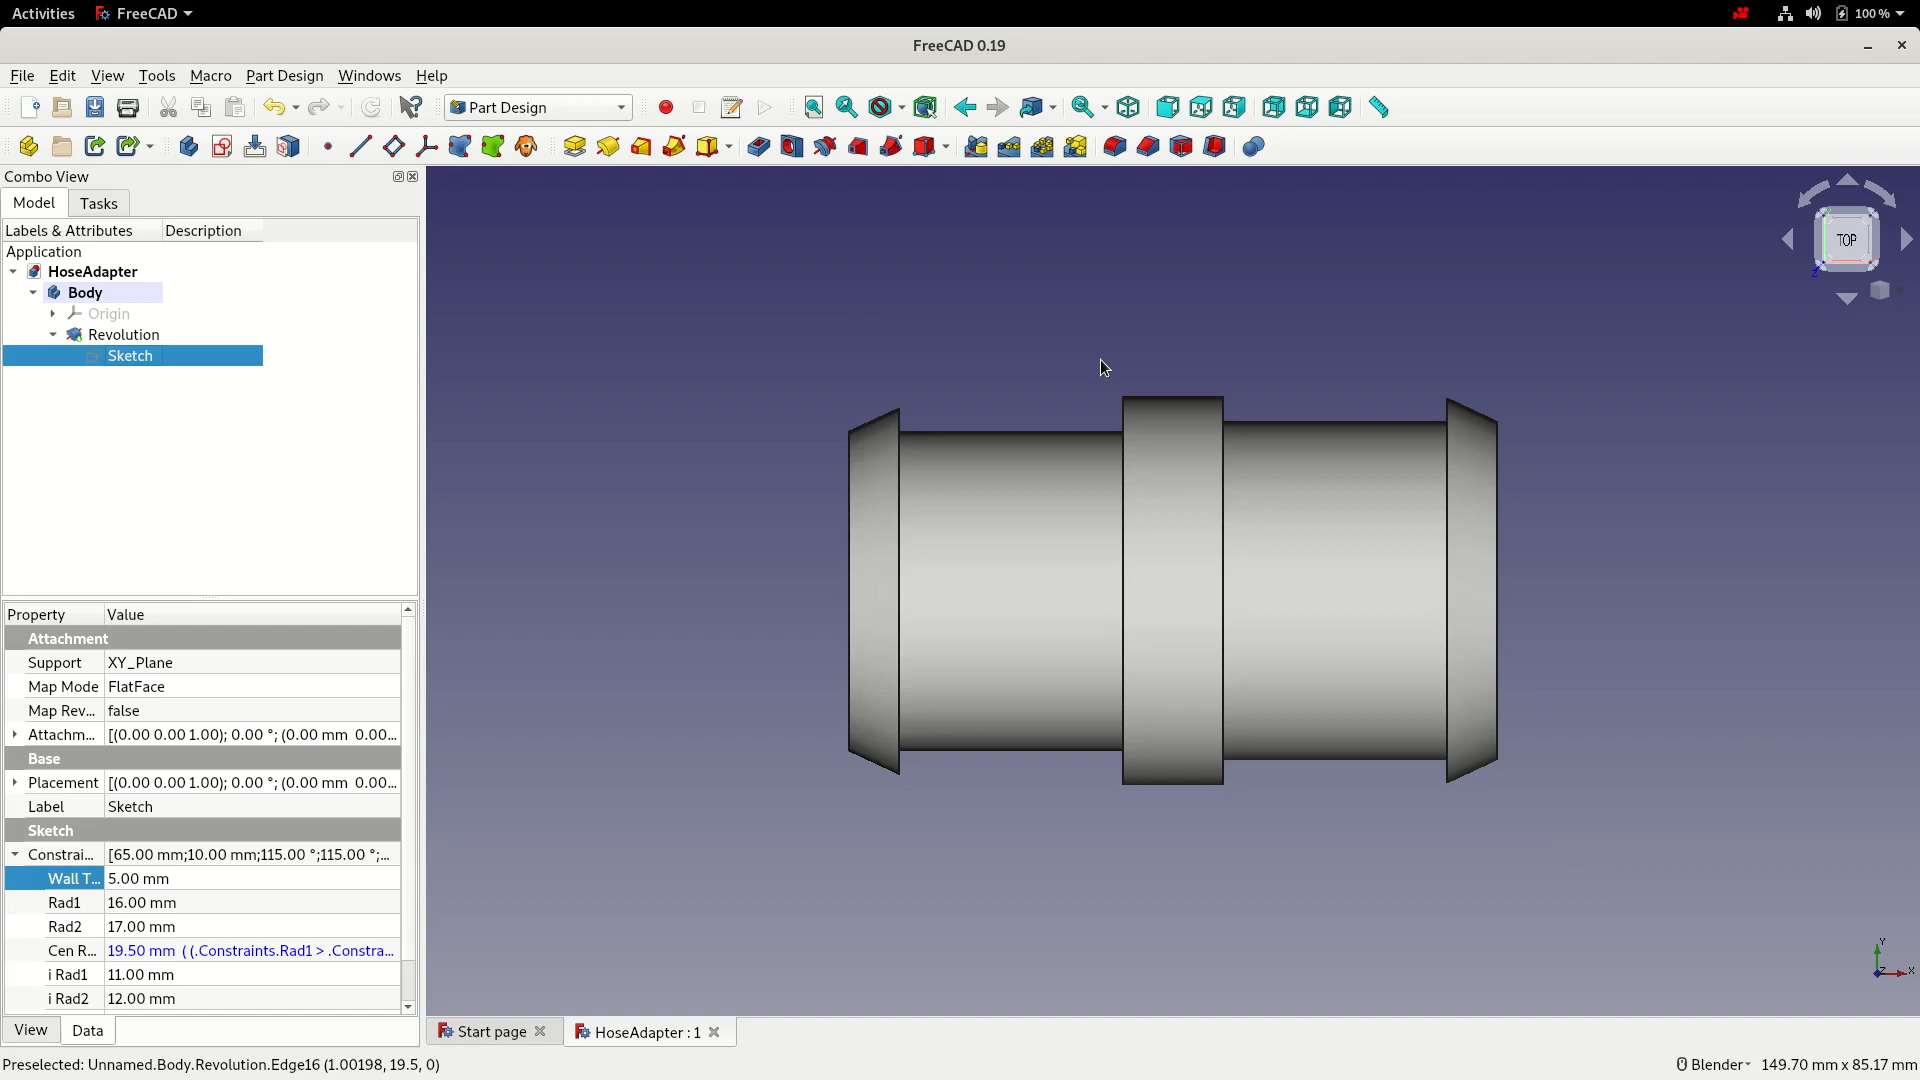 Activities FreeCAD 100 %
FreeCAD 0.19
File Edit View Tools Macro Part Design Windows Help
Part Design
Combo View
Model Tasks
Labels & Attributes Description
Application
HoseAdapter
Body
Origin
Revolution
Sketch
TOP
Property Value
Attachment
Support XY_Plane
Map Mode FlatFace
Map Rev... false
Attachm... [(0.00 0.00 1.00); 0.00 °; (0.00 mm 0.00...
Base
Placement [(0.00 0.00 1.00); 0.00 °; (0.00 mm 0.00...
Label Sketch
Sketch
Constrai... [65.00 mm;10.00 mm;115.00 °;115.00 °;...
Wall T... 5.00 mm
Rad1 16.00 mm
Rad2 17.00 mm
Cen R... 19.50 mm ( (.Constraints.Rad1 > .Constra...
i Rad1 11.00 mm
i Rad2 12.00 mm
Y
Z X
View Data
Start page HoseAdapter : 1
Preselected: Unnamed.Body.Revolution.Edge16 (1.00198, 19.5, 0) Blender 149.70 mm x 85.17 mm